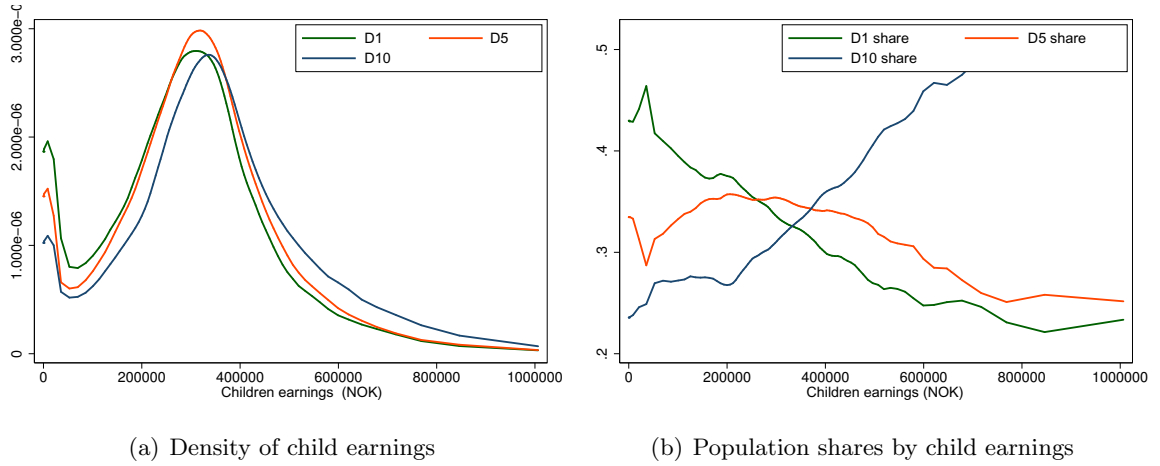 D1 D5
D10
3.000e-0
2.000e-06
1.000e-06
0
0 200000 400000 600000 800000 1000000
Children earnings (NOK)
(a) Density of child earnings
D1 share D5 share
D10 share
.5
.4
.3
.2
0 200000 400000 600000 800000 1000000
Children earnings (NOK)
(b) Population shares by child earnings